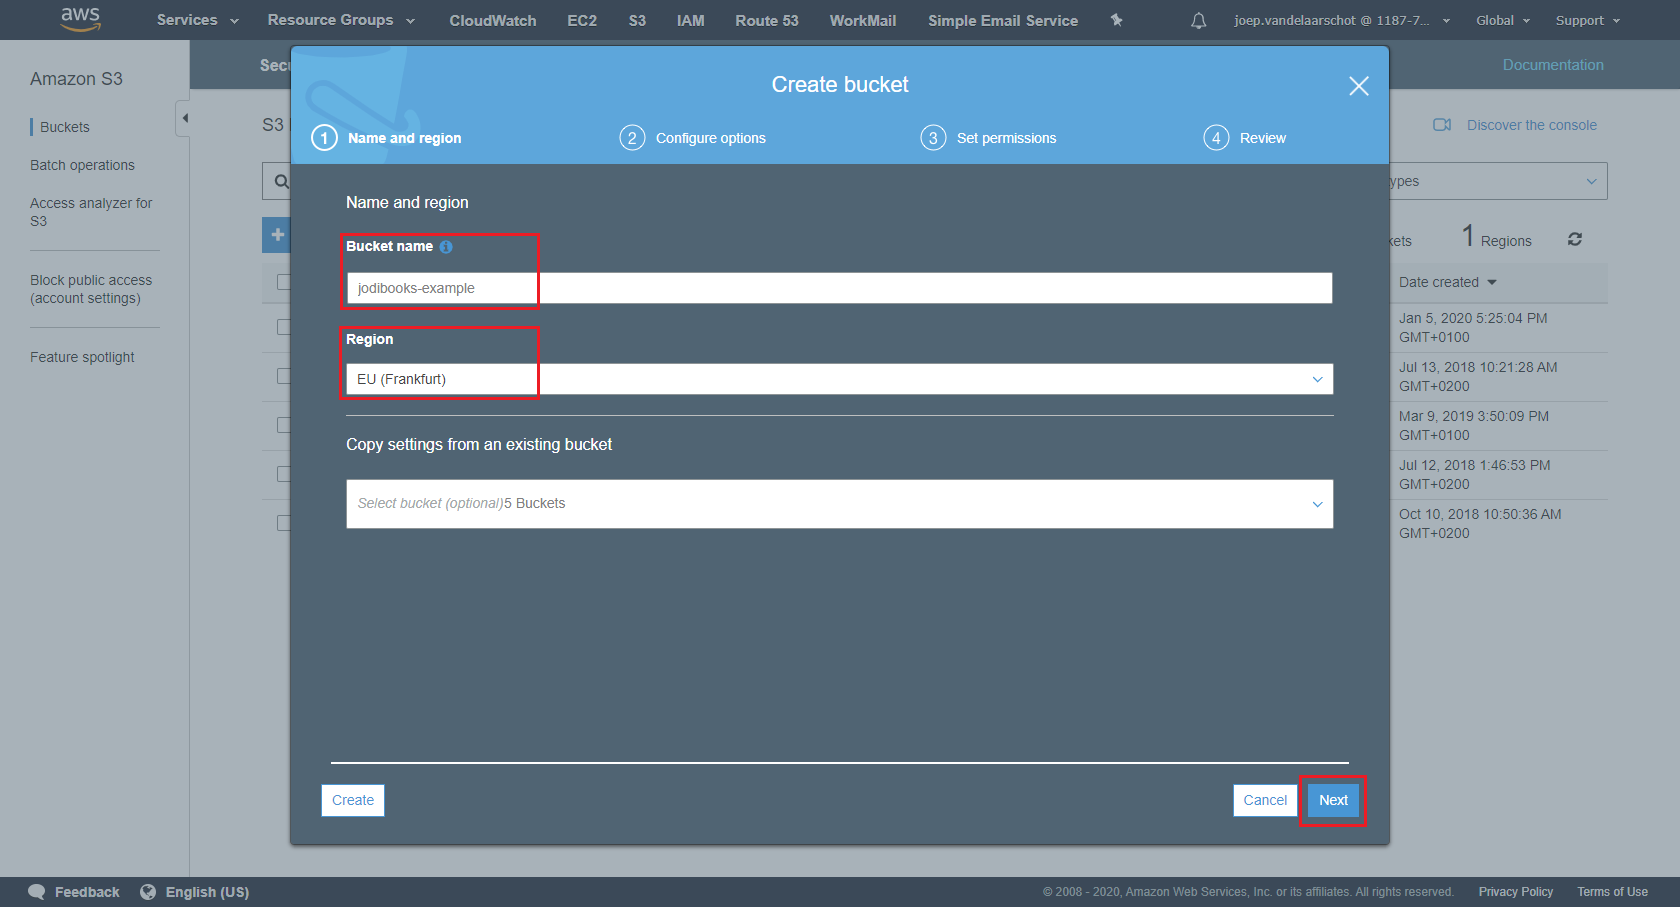 aws Services Resource Groups CloudWatch EC2 S3 IAM Route 53 WorkMail Simple Email Service joep.vandelaarschot @ 1187-7... Global Support
Amazon S3
Buckets
Batch operations
Access analyzer for
S3
Block public access
(account settings)
Feature spotlight
Documentation
S3
Discover the console
1 Regions
Date created
Jan 5, 2020 5:25:04 PM
GMT+0100
Jul 13, 2018 10:21:28 AM
GMT+0200
Mar 9, 2019 3:50:09 PM
GMT+0100
Jul 12, 2018 1:46:53 PM
GMT+0200
Oct 10, 2018 10:50:36 AM
GMT+0200
Create bucket
1 Name and region 2 Configure options 3 Set permissions 4 Review
Name and region
Bucket name
jodibooks-example
Region
EU (Frankfurt)
Copy settings from an existing bucket
Select bucket (optional)5 Buckets
Create Cancel Next
Feedback English (US) © 2008 - 2020, Amazon Web Services, Inc. or its affiliates. All rights reserved. Privacy Policy Terms of Use